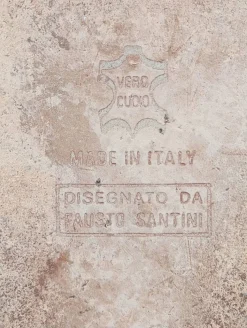 VERO
CUOIO
MADE IN ITALY
DISEGNATO DA
FAUSTO SANTINI